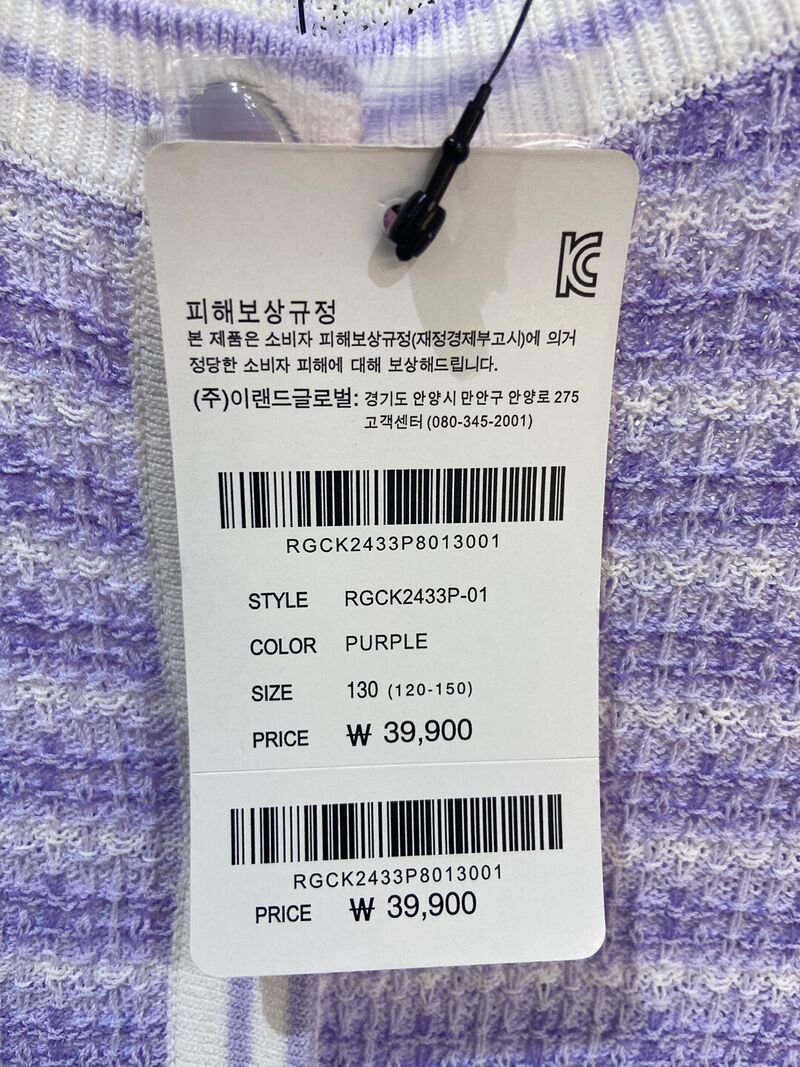 KC
피해보상규정
본 제품은 소비자 피해보상규정(재정경제부고시)에 의거
정당한 소비자 피해에 대해 보상해드립니다.
(주)이랜드글로벌: 경기도 안양시 만안구 안양로 275
고객센터 (080-345-2001)
RGCK2433P8013001
STYLE RGCK2433P-01
COLOR PURPLE
SIZE 130 (120-150)
PRICE ₩ 39,900
RGCK2433P8013001
PRICE ₩ 39,900